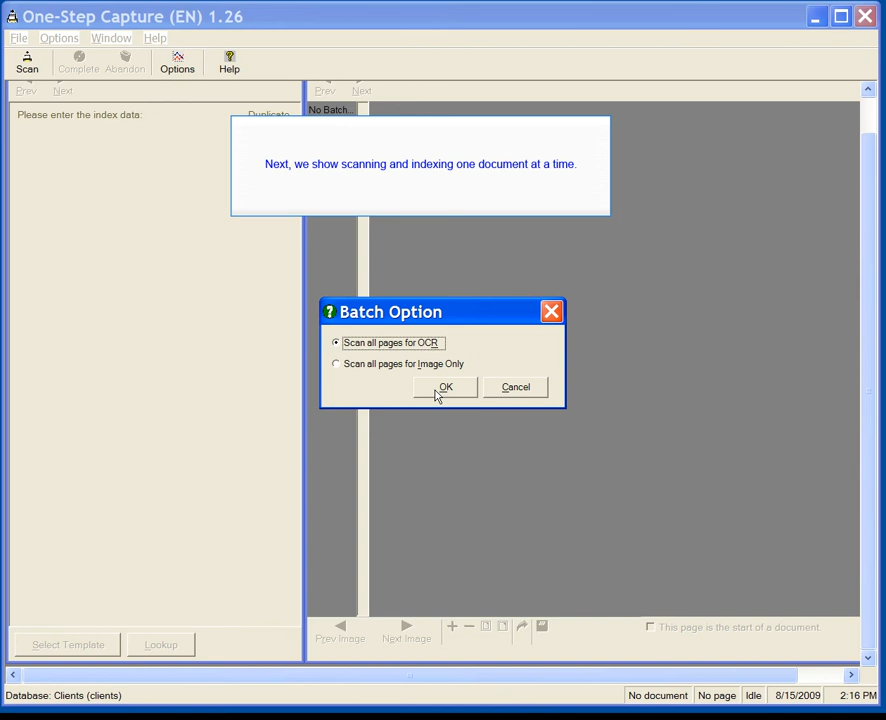 One-Step Capture (EN) 1.26
File Options Window Help
Scan Complete Abandon Options Help
Prev Next
Prev Next
Please enter the index data:
Duplicate
No Batch...
Next, we show scanning and indexing one document at a time.
? Batch Option
Scan all pages for OCR
Scan all pages for Image Only
OK Cancel
Prev Image Next Image
This page is the start of a document.
Select Template Lookup
Database: Clients (clients)
No document No page Idle 8/15/2009 2:16 PM